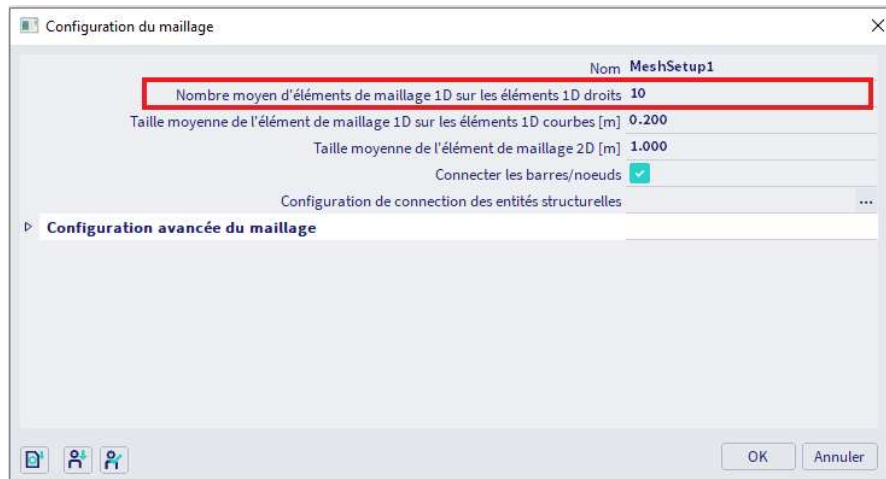 Configuration du maillage
Nom MeshSetup1
Nombre moyen d'éléments de maillage 1D sur les éléments 1D droits 10
Taille moyenne de l'élément de maillage 1D sur les éléments 1D courbes [m] 0.200
Taille moyenne de l'élément de maillage 2D [m] 1.000
Connecter les barres/noeuds
Configuration de connection des entités structurelles ...
Configuration avancée du maillage
OK Annuler